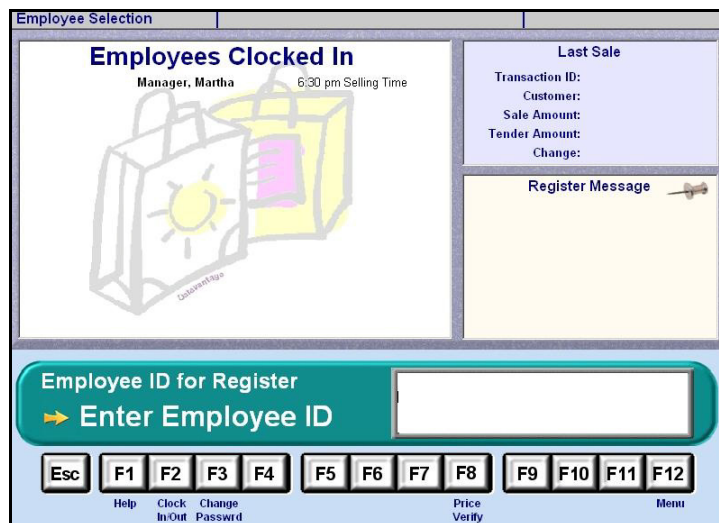 Employee Selection
Employees Clocked In
Manager, Martha 6:30 pm Selling Time
Datavantage
Last Sale
Transaction ID:
Customer:
Sale Amount:
Tender Amount:
Change:
Register Message
Employee ID for Register
Enter Employee ID
Esc F1 F2 F3 F4 F5 F6 F7 F8 F9 F10 F11 F12
Help Clock Change Price Menu
In/Out Passwrd Verify